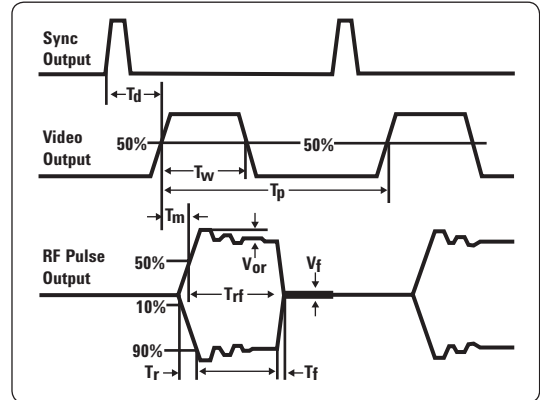 Sync
Output
Td
Video
Output
50%
50%
Tw
Tp
Tm
RF Pulse
Output
50%
Vor
Vf
Trf
10%
90%
Tr
Tf